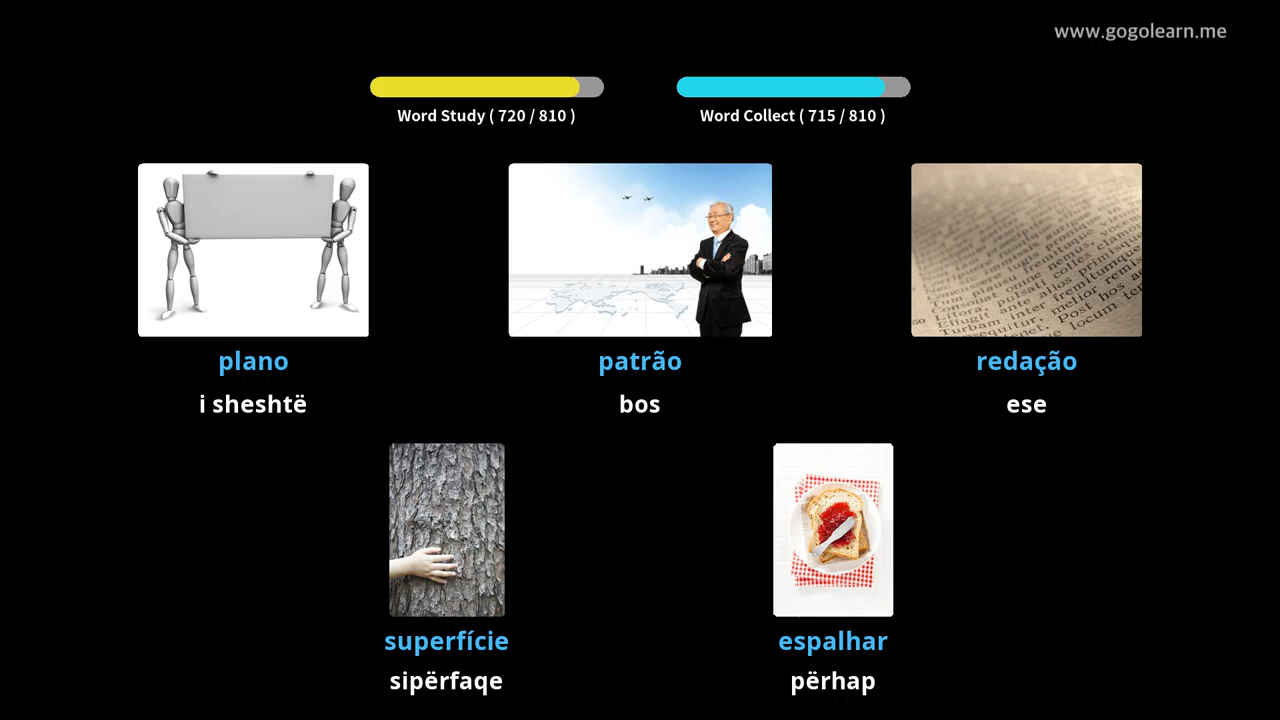 www.gogolearn.me
Word Study ( 720 / 810 )
Word Collect ( 715 / 810 )
plano
i sheshtë
patrão
bos
redação
ese
superfície
sipërfaqe
espalhar
përhap